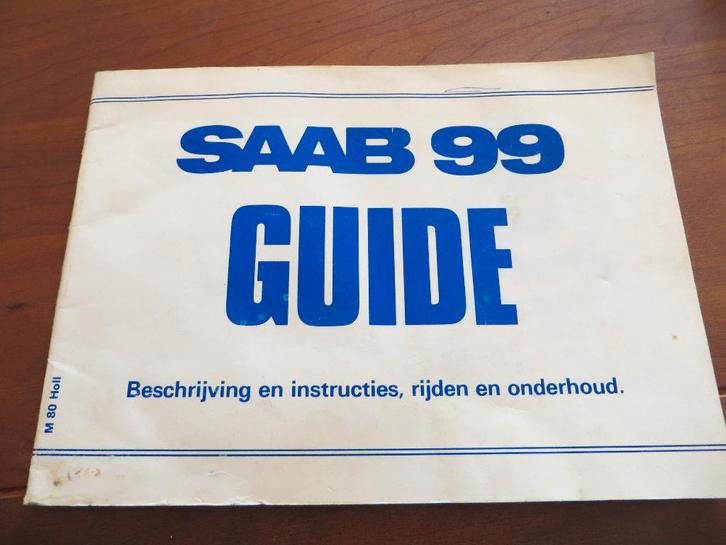 SAAB 99
GUIDE
Beschrijving en instructies, rijden en onderhoud.
M 80 Holl